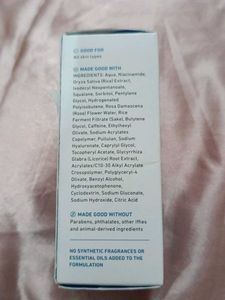 GOOD FOR
All skin types
MADE GOOD WITH
INGREDIENTS: Aqua, Niacinamide,
Oryza Sativa (Rice) Extract,
Isodecyl Neopentanoate,
Squalane, Sorbitol, Pentylene
Glycol, Hydrogenated
Polyisobutene, Rosa Damascena
(Rose) Flower Water, Rice
Ferment Filtrate (Sake), Butylene
Glycol, Caffeine, Ethylhexyl
Olivate, Sodium Acrylates
Copolymer, Pullulan, Sodium
Hyaluronate, Caprylyl Glycol,
Tocopheryl Acetate, Glycyrrhiza
Glabra (Licorice) Root Extract,
Acrylates/C10-30 Alkyl Acrylate
Crosspolymer, Polyglyceryl-4
Olivate, Benzyl Alcohol,
Hydroxyacetophenone,
Cyclodextrin, Sodium Gluconate,
Sodium Hydroxide, Citric Acid
MADE GOOD WITHOUT
Parabens, phthalates, other iffies
and animal-derived ingredients
NO SYNTHETIC FRAGRANCES OR
ESSENTIAL OILS ADDED TO THE
FORMULATION